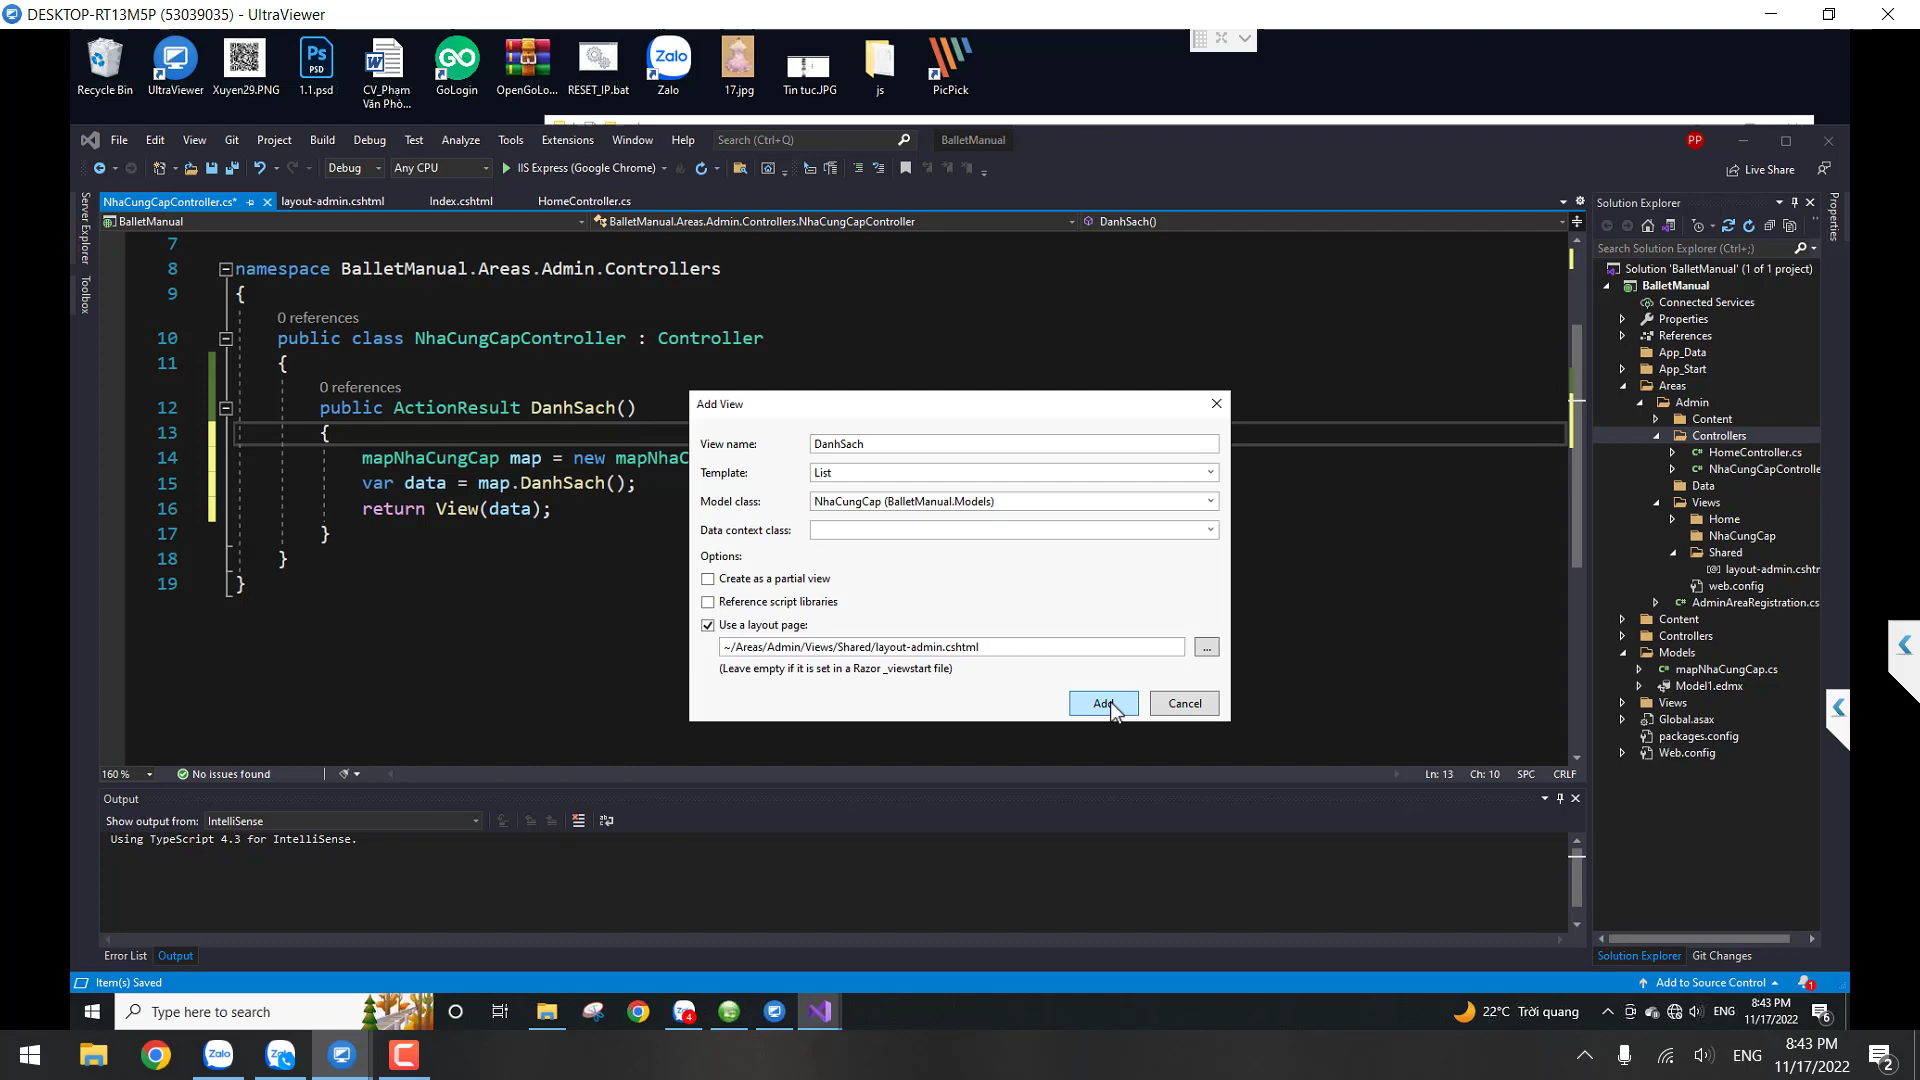 DESKTOP-RT13M5P (53039035) - UltraViewer
Recycle Bin
UltraViewer
Xuyen29.PNG
1.1.psd
CV_Phạm Văn Phò...
GoLogin
OpenGoLo...
RESET_IP.bat
Zalo
17.jpg
Tin tuc.JPG
js
PicPick
File Edit View Git Project Build Debug Test Analyze Tools Extensions Window Help Search (Ctrl+Q) BalletManual PP
Debug Any CPU IIS Express (Google Chrome) Live Share
Server Explorer
Toolbox
NhaCungCapController.cs* layout-admin.cshtml Index.cshtml HomeController.cs
BalletManual BalletManual.Areas.Admin.Controllers.NhaCungCapController DanhSach()
7
8 namespace BalletManual.Areas.Admin.Controllers
9 {
0 references
10 public class NhaCungCapController : Controller
11 {
0 references
12 public ActionResult DanhSach()
13 {
14 mapNhaCungCap map = new mapNhaC
15 var data = map.DanhSach();
16 return View(data);
17 }
18 }
19 }
Add View
View name: DanhSach
Template: List
Model class: NhaCungCap (BalletManual.Models)
Data context class:
Options:
Create as a partial view
Reference script libraries
Use a layout page:
~/Areas/Admin/Views/Shared/layout-admin.cshtml ...
(Leave empty if it is set in a Razor _viewstart file)
Add Cancel
160 % No issues found Ln: 13 Ch: 10 SPC CRLF
Output
Show output from: IntelliSense
Using TypeScript 4.3 for IntelliSense.
Error List Output
Solution Explorer
Properties
Search Solution Explorer (Ctrl+;)
Solution 'BalletManual' (1 of 1 project)
BalletManual
Connected Services
Properties
References
App_Data
App_Start
Areas
Admin
Content
Controllers
HomeController.cs
NhaCungCapControlle
Data
Views
Home
NhaCungCap
Shared
layout-admin.cshtr
web.config
AdminAreaRegistration.cs
Content
Controllers
Models
mapNhaCungCap.cs
Model1.edmx
Views
Global.asax
packages.config
Web.config
Solution Explorer Git Changes
Item(s) Saved Add to Source Control 1
Type here to search 4 22°C Trời quang ENG 8:43 PM 11/17/2022 6
Zalo ENG 8:43 PM 11/17/2022 2